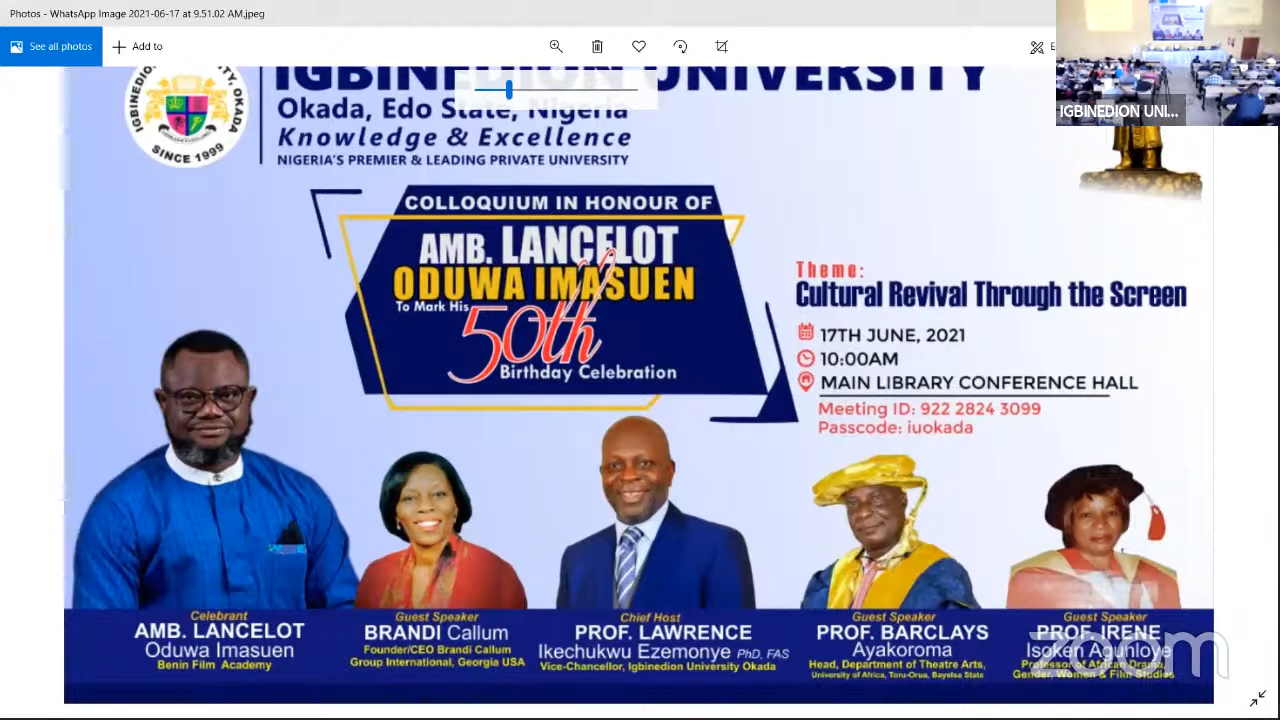 Photos - WhatsApp Image 2021-06-17 at 9.51.02 AM.jpeg
See all photos
Add to
IGBINEDION UNI...
IGBINEDION UNIVERSITY, OKADA
SINCE 1999
IGBINEDION UNIVERSITY
Okada, Edo State, Nigeria
Knowledge & Excellence
NIGERIA'S PREMIER & LEADING PRIVATE UNIVERSITY
COLLOQUIUM IN HONOUR OF
AMB. LANCELOT
ODUWA IMASUEN
To Mark His
50th
Birthday Celebration
Theme:
Cultural Revival Through the Screen
17TH JUNE, 2021
10:00AM
MAIN LIBRARY CONFERENCE HALL
Meeting ID: 922 2824 3099
Passcode: iuokada
Celebrant
AMB. LANCELOT
Oduwa Imasuen
Benin Film Academy
Guest Speaker
BRANDI Callum
Founder/CEO Brandi Callum
Group International, Georgia USA
Chief Host
PROF. LAWRENCE
Ikechukwu Ezemonye PhD, FAS
Vice-Chancellor, Igbinedion University Okada
Guest Speaker
PROF. BARCLAYS
Ayakoroma
Head, Department of Theatre Arts,
University of Africa, Toru-Orua, Bayelsa State
Guest Speaker
PROF. IRENE
Isoken Agunloye
Professor of African Drama,
Gender, Women & Film Studies
zoom